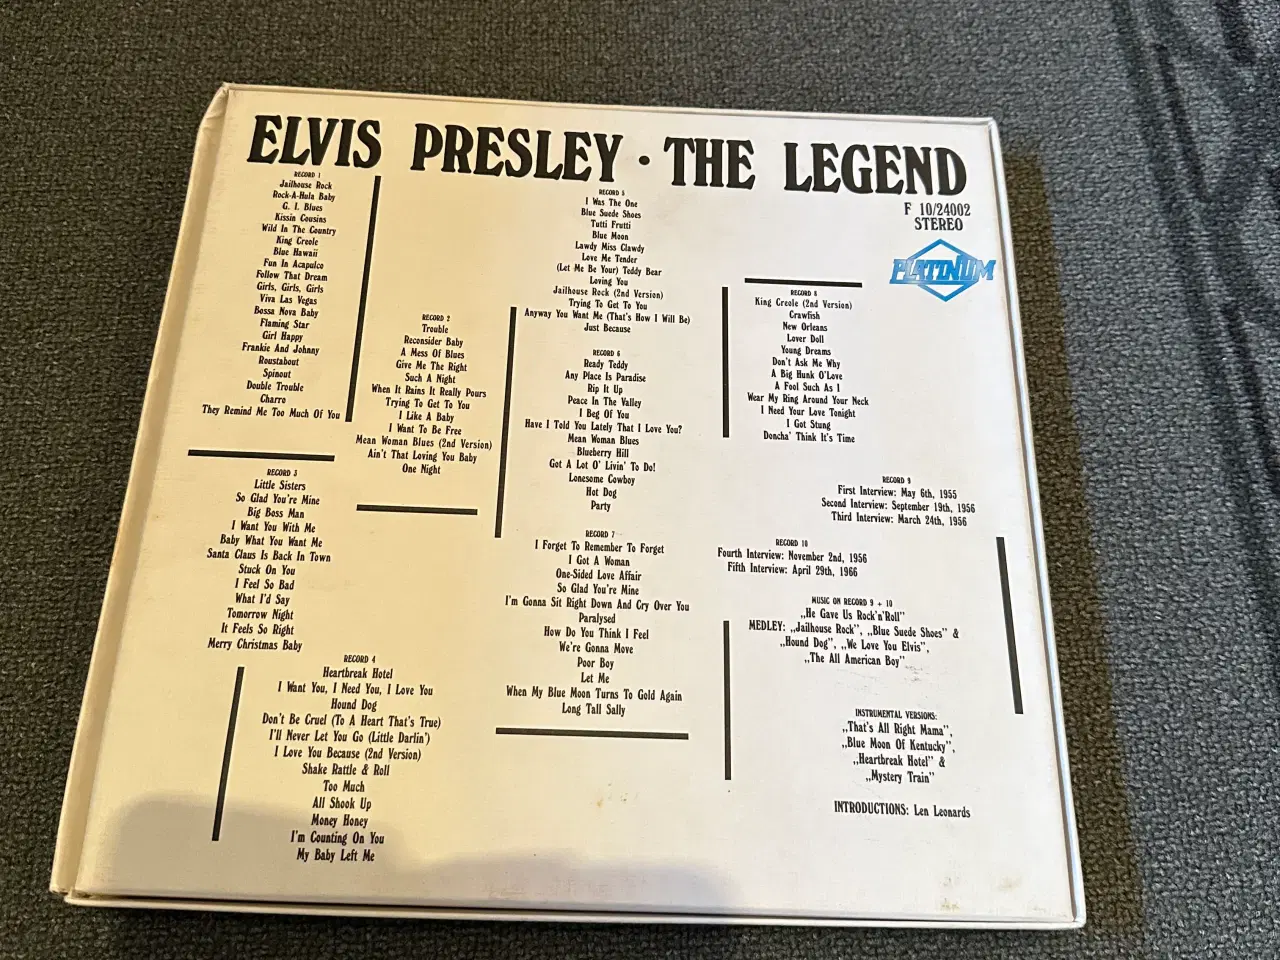 ELVIS PRESLEY · THE LEGEND
F 10/24002
STEREO
PLATINUM
RECORD 1
Jailhouse Rock
Rock-A-Hula Baby
G. I. Blues
Kissin Cousins
Wild In The Country
King Creole
Blue Hawaii
Fun In Acapulco
Follow That Dream
Girls, Girls, Girls
Viva Las Vegas
Bossa Nova Baby
Flaming Star
Girl Happy
Frankie And Johnny
Roustabout
Spinout
Double Trouble
Charro
They Remind Me Too Much Of You
RECORD 2
Trouble
Reconsider Baby
A Mess Of Blues
Give Me The Right
Such A Night
When It Rains It Really Pours
Trying To Get To You
I Like A Baby
I Want To Be Free
Mean Woman Blues (2nd Version)
Ain't That Loving You Baby
One Night
RECORD 3
Little Sisters
So Glad You're Mine
Big Boss Man
I Want You With Me
Baby What You Want Me
Santa Claus Is Back In Town
Stuck On You
I Feel So Bad
What I'd Say
Tomorrow Night
It Feels So Right
Merry Christmas Baby
RECORD 4
Heartbreak Hotel
I Want You, I Need You, I Love You
Hound Dog
Don't Be Cruel (To A Heart That's True)
I'll Never Let You Go (Little Darlin')
I Love You Because (2nd Version)
Shake Rattle & Roll
Too Much
All Shook Up
Money Honey
I'm Counting On You
My Baby Left Me
RECORD 5
I Was The One
Blue Suede Shoes
Tutti Frutti
Blue Moon
Lawdy Miss Clawdy
Love Me Tender
(Let Me Be Your) Teddy Bear
Loving You
Jailhouse Rock (2nd Version)
Trying To Get To You
Anyway You Want Me (That's How I Will Be)
Just Because
RECORD 6
Ready Teddy
Any Place Is Paradise
Rip It Up
Peace In The Valley
I Beg Of You
Have I Told You Lately That I Love You?
Mean Woman Blues
Blueberry Hill
Got A Lot O' Livin' To Do!
Lonesome Cowboy
Hot Dog
Party
RECORD 7
I Forget To Remember To Forget
I Got A Woman
One-Sided Love Affair
So Glad You're Mine
I'm Gonna Sit Right Down And Cry Over You
Paralysed
How Do You Think I Feel
We're Gonna Move
Poor Boy
Let Me
When My Blue Moon Turns To Gold Again
Long Tall Sally
RECORD 8
King Creole (2nd Version)
Crawfish
New Orleans
Lover Doll
Young Dreams
Don't Ask Me Why
A Big Hunk O'Love
A Fool Such As I
Wear My Ring Around Your Neck
I Need Your Love Tonight
I Got Stung
Doncha' Think It's Time
RECORD 9
First Interview: May 6th, 1955
Second Interview: September 19th, 1956
Third Interview: March 24th, 1956
RECORD 10
Fourth Interview: November 2nd, 1956
Fifth Interview: April 29th, 1966
MUSIC ON RECORD 9 + 10
„He Gave Us Rock'n'Roll"
MEDLEY: „Jailhouse Rock", „Blue Suede Shoes" &
„Hound Dog", „We Love You Elvis",
„The All American Boy"
INSTRUMENTAL VERSIONS:
„That's All Right Mama",
„Blue Moon Of Kentucky",
„Heartbreak Hotel" &
„Mystery Train"
INTRODUCTIONS: Len Leonards